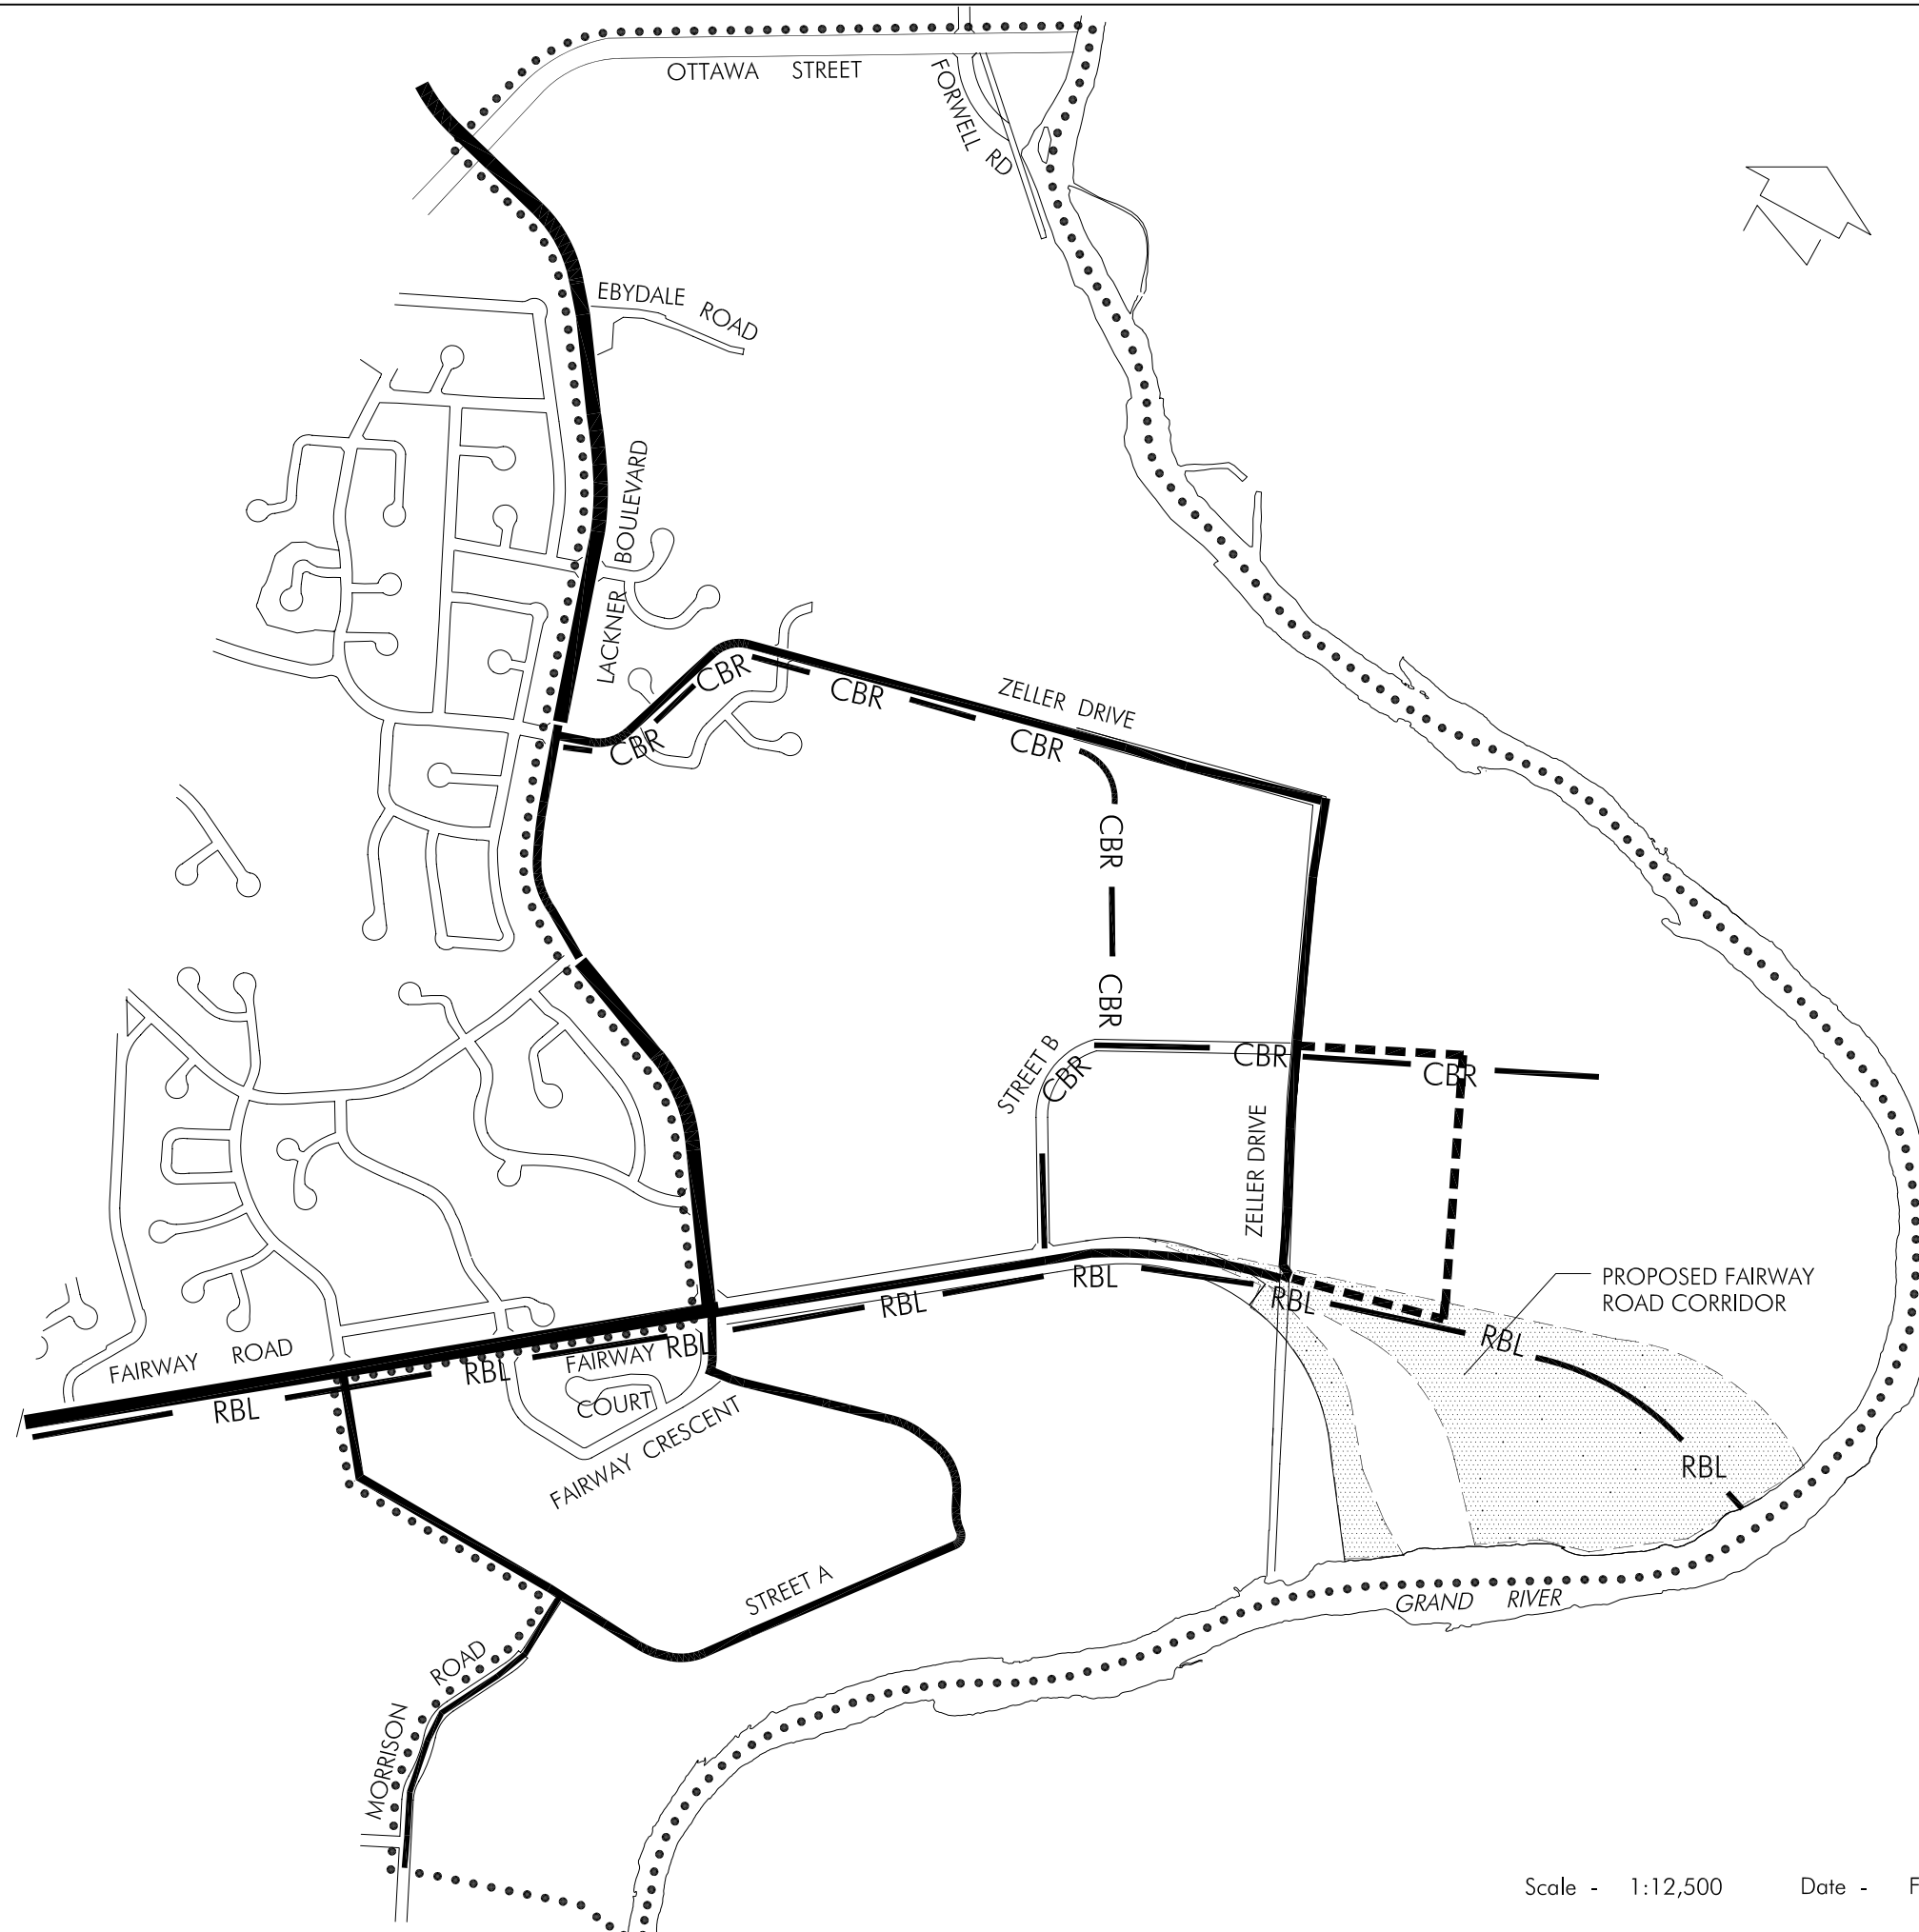 OTTAWA STREET
FORWELL RD
EBYDALE ROAD
LACKNER BOULEVARD
CBR
CBR
CBR
CBR
ZELLER DRIVE
CBR
CBR
STREET B
CBR
CBR
CBR
ZELLER DRIVE
RBL
RBL
RBL
RBL
RBL
RBL
RBL
RBL
PROPOSED FAIRWAY
ROAD CORRIDOR
FAIRWAY ROAD
FAIRWAY
COURT
FAIRWAY CRESCENT
STREET A
GRAND RIVER
MORRISON ROAD
Scale - 1:12,500 Date - F